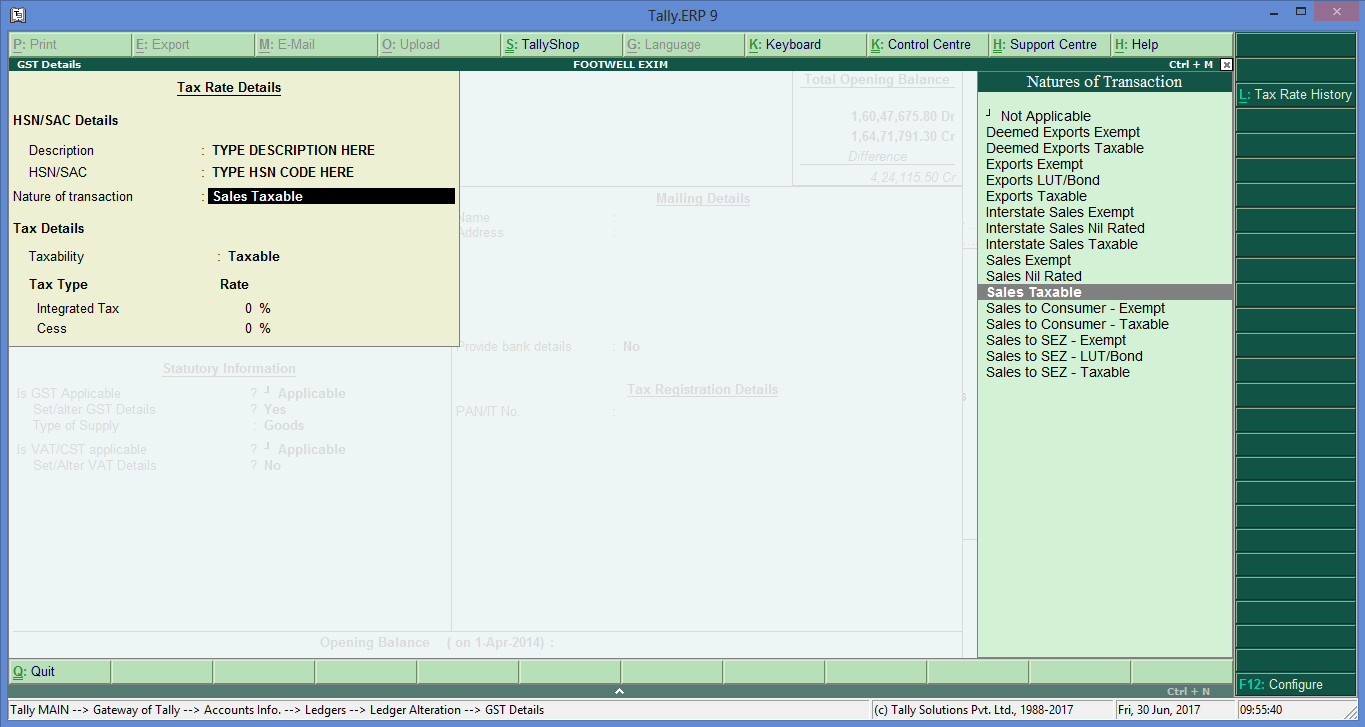 Tally.ERP 9
P: Print E: Export M: E-Mail O: Upload S: TallyShop G: Language K: Keyboard K: Control Centre H: Support Centre H: Help
GST Details FOOTWELL EXIM Ctrl + M
Tax Rate Details
HSN/SAC Details
Description : TYPE DESCRIPTION HERE
HSN/SAC : TYPE HSN CODE HERE
Nature of transaction : Sales Taxable
Tax Details
Taxability : Taxable
Tax Type Rate
Integrated Tax 0 %
Cess 0 %
Statutory Information
Is GST Applicable ? ┘ Applicable
Set/alter GST Details ? Yes
Type of Supply : Goods
Is VAT/CST applicable ? ┘ Applicable
Set/Alter VAT Details ? No
Total Opening Balance
1,60,47,675.80 Dr
1,64,71,791.30 Cr
Difference
4,24,115.50 Cr
Mailing Details
Name :
Address :
Provide bank details : No
Tax Registration Details
PAN/IT No. :
Opening Balance ( on 1-Apr-2014) :
Natures of Transaction
┘ Not Applicable
Deemed Exports Exempt
Deemed Exports Taxable
Exports Exempt
Exports LUT/Bond
Exports Taxable
Interstate Sales Exempt
Interstate Sales Nil Rated
Interstate Sales Taxable
Sales Exempt
Sales Nil Rated
Sales Taxable
Sales to Consumer - Exempt
Sales to Consumer - Taxable
Sales to SEZ - Exempt
Sales to SEZ - LUT/Bond
Sales to SEZ - Taxable
L: Tax Rate History
F12: Configure
Q: Quit
Ctrl + N
Tally MAIN --> Gateway of Tally --> Accounts Info. --> Ledgers --> Ledger Alteration --> GST Details (c) Tally Solutions Pvt. Ltd., 1988-2017 Fri, 30 Jun, 2017 09:55:40